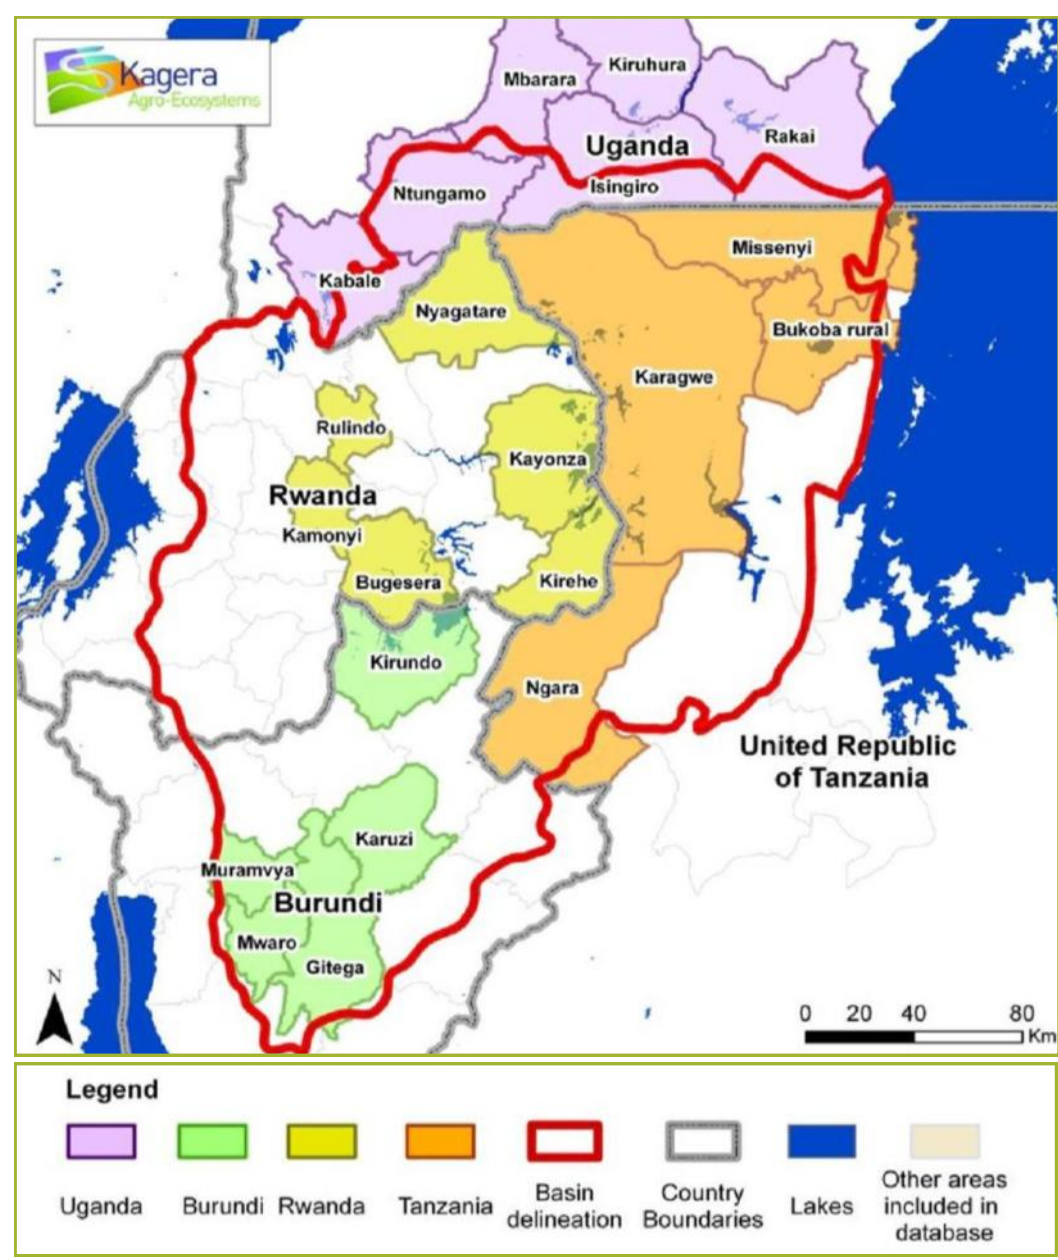 Kagera
Agro-Ecosystems
Kiruhura
Mbarara
Uganda
Rakai
Ntungamo
Isingiro
Missenyi
Kabale
Nyagatare
Bukoba rural
Karagwe
Rulindo
Kayonza
Rwanda
Kamonyi
Bugesera
Kirehe
Kirundo
Ngara
United Republic
of Tanzania
Karuzi
Muramvya
Burundi
Mwaro
Gitega
N
0 20 40 80
Km
Legend
Uganda
Burundi
Rwanda
Tanzania
Basin
delineation
Country
Boundaries
Lakes
Other areas
included in
database